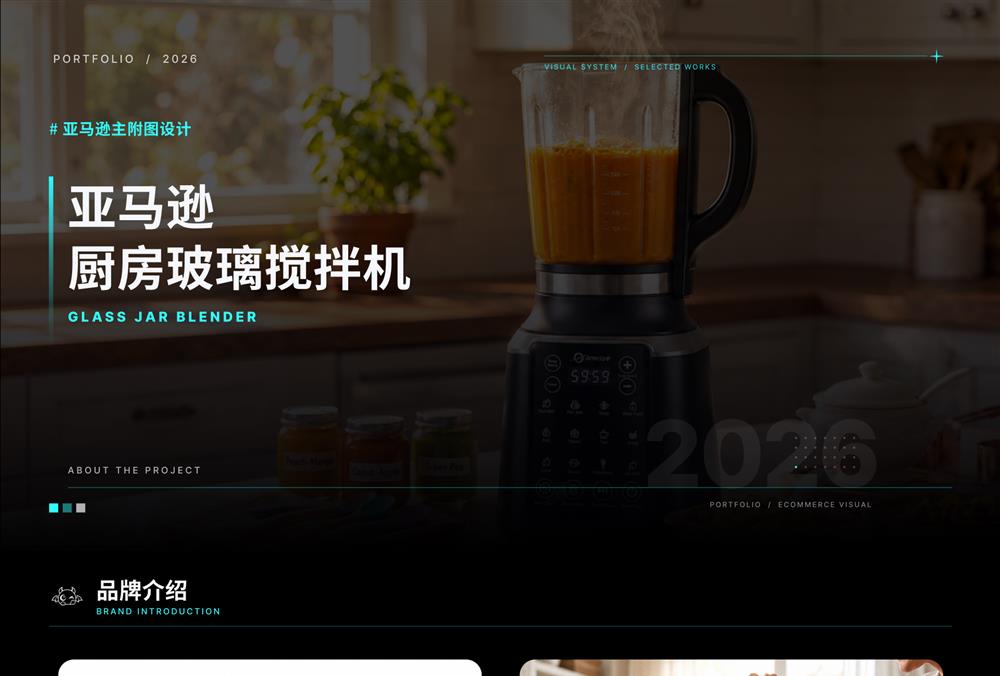 PORTFOLIO / 2026
VISUAL SYSTEM / SELECTED WORKS
# 亚马逊主附图设计
亚马逊
厨房玻璃搅拌机
GLASS JAR BLENDER
59:59
2026
ABOUT THE PROJECT
PORTFOLIO / ECOMMERCE VISUAL
品牌介绍
BRAND INTRODUCTION